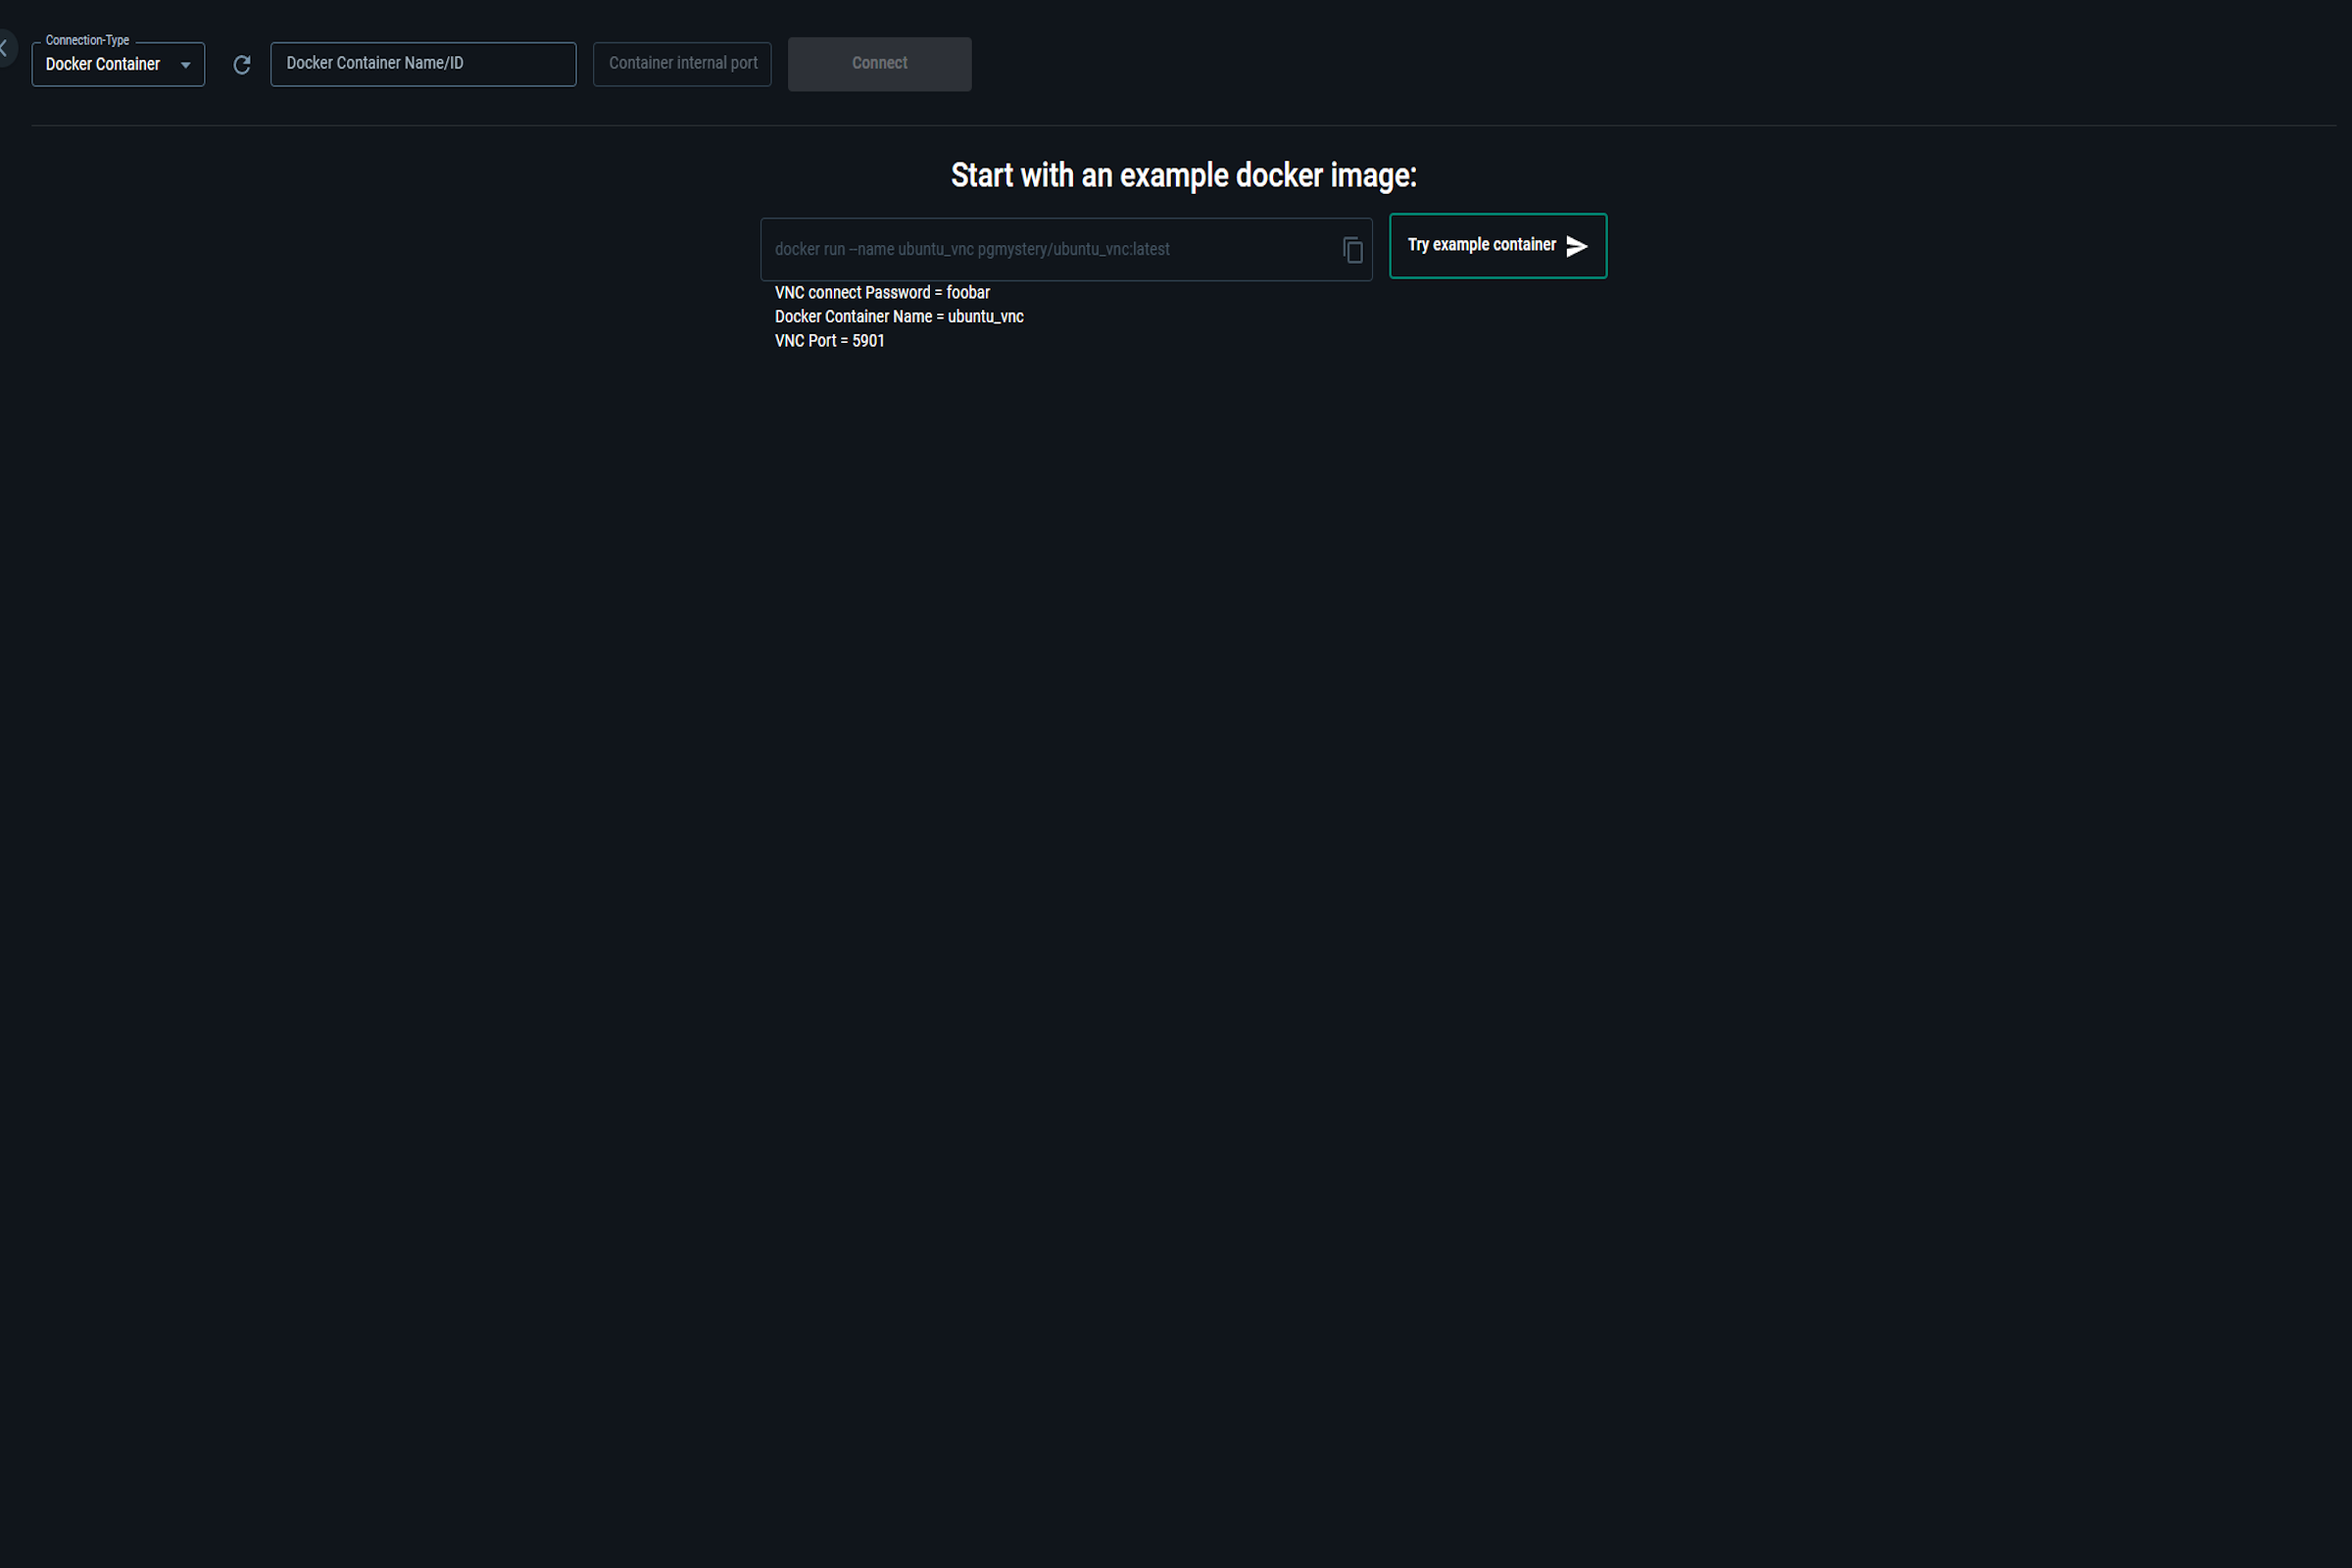 Connection-Type
Docker Container
Docker Container Name/ID
Container internal port
Connect
Start with an example docker image:
docker run --name ubuntu_vnc pgmystery/ubuntu_vnc:latest
Try example container
VNC connect Password = foobar
Docker Container Name = ubuntu_vnc
VNC Port = 5901